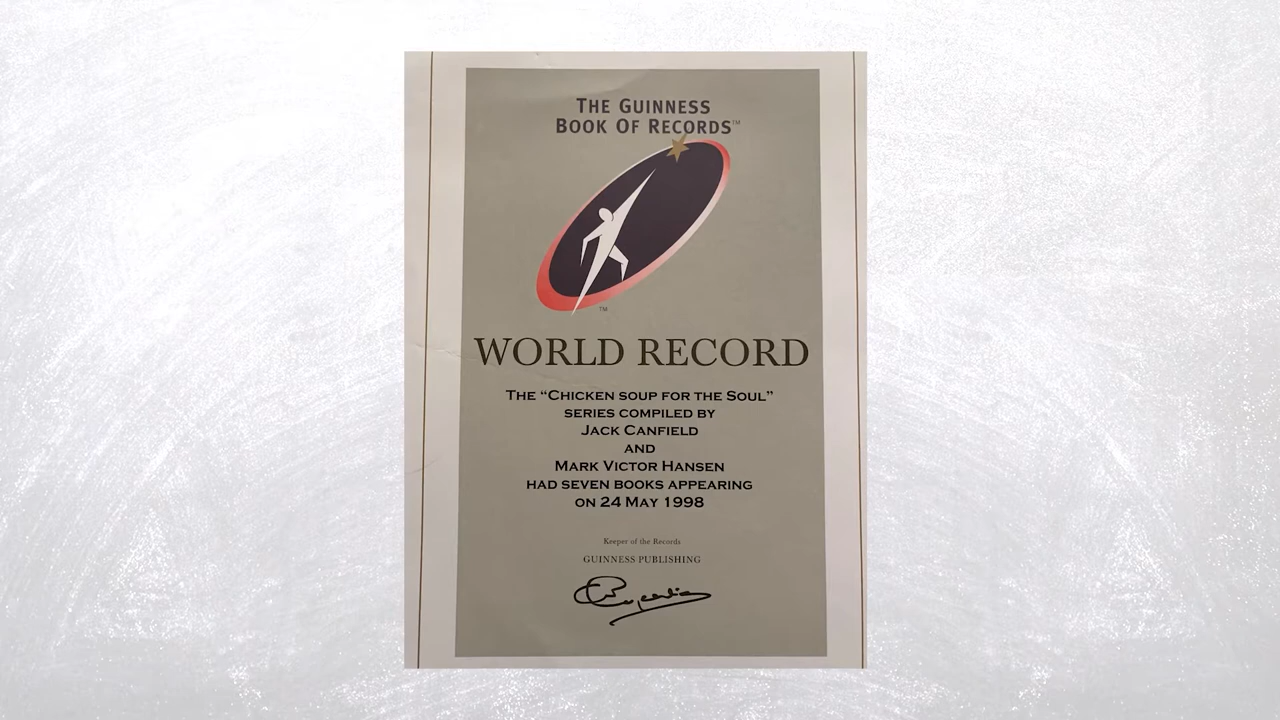 THE GUINNESS
BOOK OF RECORDS™
™
WORLD RECORD
THE “CHICKEN SOUP FOR THE SOUL”
SERIES COMPILED BY
JACK CANFIELD
AND
MARK VICTOR HANSEN
HAD SEVEN BOOKS APPEARING
ON 24 MAY 1998
Keeper of the Records
GUINNESS PUBLISHING